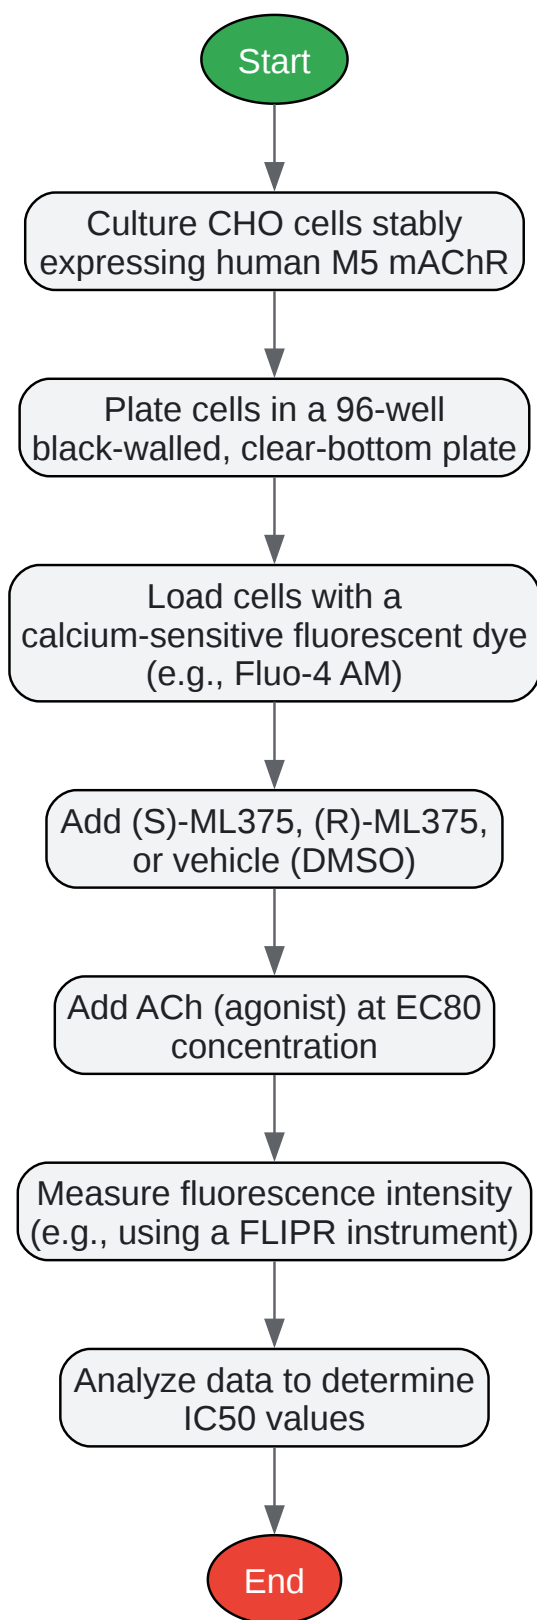 Start
Culture CHO cells stably
expressing human M5 mAChR
Plate cells in a 96-well
black-walled, clear-bottom plate
Load cells with a
calcium-sensitive fluorescent dye
(e.g., Fluo-4 AM)
Add (S)-ML375, (R)-ML375,
or vehicle (DMSO)
Add ACh (agonist) at EC80
concentration
Measure fluorescence intensity
(e.g., using a FLIPR instrument)
Analyze data to determine
IC50 values
End